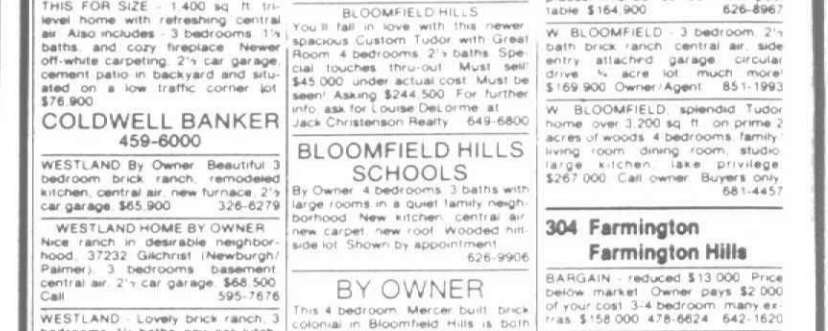 THIS FOR SIZE - 1,400 sq ft tri-
level home with refreshing central
air Also includes - 3 bedrooms 1½
baths, and cozy fireplace Newer
off-white carpeting, 2½ car garage,
cement patio in backyard and situ-
ated on a low traffic corner lot
$76,900
COLDWELL BANKER
459-6000
WESTLAND By Owner Beautiful 3
bedroom brick ranch, remodeled
kitchen, central air, new furnace, 2½
car garage. $65,900 326-6279
WESTLAND HOME BY OWNER
Nice ranch in desirable neighbor-
hood, 37232 Gilchrist (Newburgh/
Palmer), 3 bedrooms basement
central air, 2½ car garage $68,500
Call 595-7676
WESTLAND - Lovely brick ranch, 3
BLOOMFIELD HILLS
You'll fall in love with this newer
spacious Custom Tudor with Great
Room 4 bedrooms 2½ baths Spe-
cial touches thru-out Must sell!
$45,000 under actual cost Must be
seen! Asking $244,500 For further
info, ask for Louise DeLorme at
Jack Christenson Realty 649-6800
BLOOMFIELD HILLS
SCHOOLS
By Owner 4 bedrooms 3 baths with
large rooms in a quiet family neigh-
borhood New kitchen central air
new carpet, new roof Wooded hill-
side lot Shown by appointment
626-9906
BY OWNER
This 4 bedroom, Mercer built, brick
colonial in Bloomfield Hills is both
table $164,900 626-8967
W BLOOMFIELD - 3 bedroom, 2½
bath brick ranch central air, side
entry attached garage, circular
drive ¾ acre lot much more!
$169,900 Owner/Agent 851-1993
W BLOOMFIELD, splendid Tudor
home over 3,200 sq ft on prime 2
acres of woods 4 bedrooms, family
living room dining room, studio
large kitchen, lake privilege
$267,000 Call owner Buyers only
681-4457
304 Farmington
Farmington Hills
BARGAIN - reduced $13,000 Price
below market Owner pays $2,000
of your cost 3-4 bedroom many ex-
tras $158,000 478-6624 642-1620